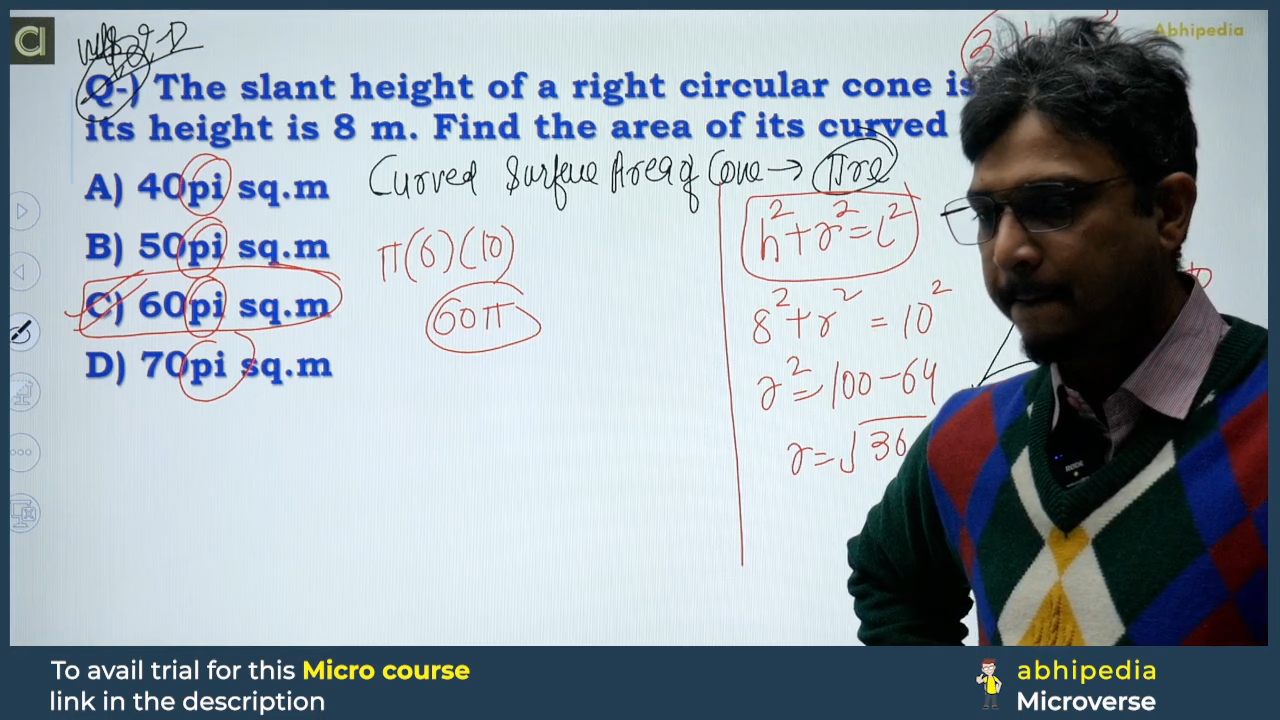 Abhipedia
Q-) The slant height of a right circular cone is
its height is 8 m. Find the area of its curved
A) 40pi sq.m
B) 50pi sq.m
C) 60pi sq.m
D) 70pi sq.m
Curved Surface Area of Cone → πrl
π(6)(10)
60π
h²+r²=l²
8²+r² = 10²
r²=100-64
r=√36
RODE
To avail trial for this Micro course
link in the description
abhipedia
Microverse